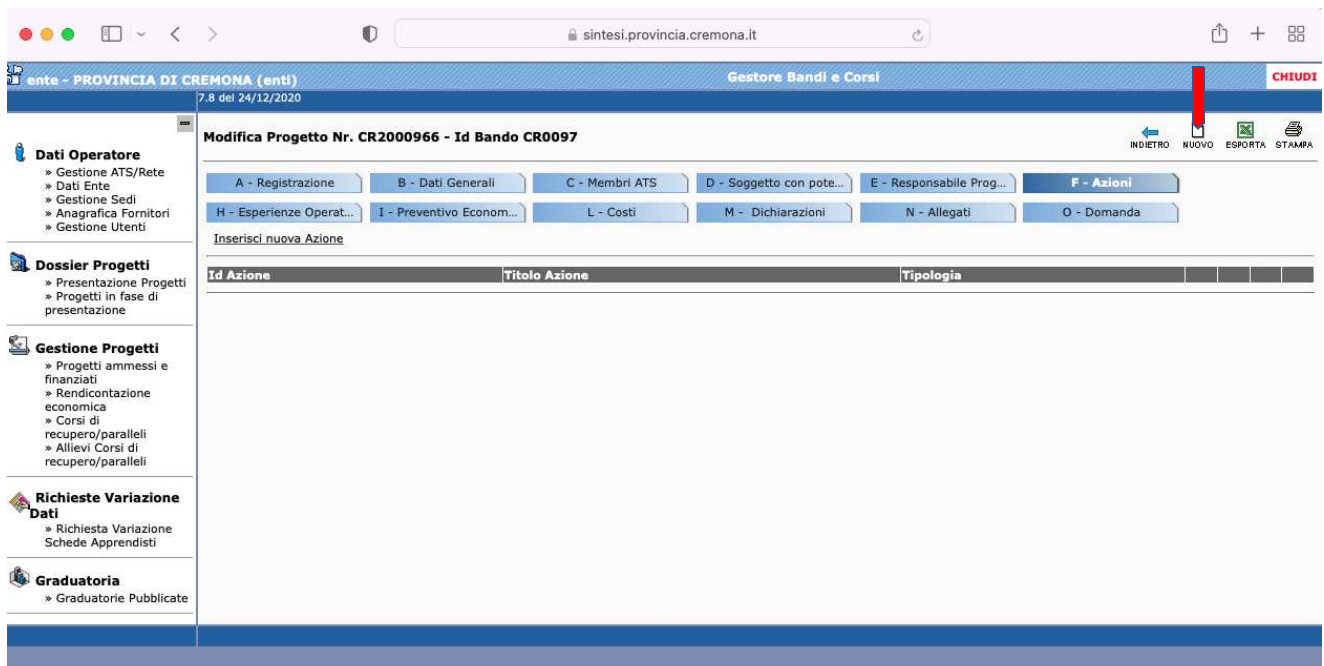 sintesi.provincia.cremona.it
ente - PROVINCIA DI CREMONA (enti)
Gestore Bandi e Corsi
CHIUDI
7.8 del 24/12/2020
Modifica Progetto Nr. CR2000966 - Id Bando CR0097
INDIETRO NUOVO ESPORTA STAMPA
A - Registrazione
B - Dati Generali
C - Membri ATS
D - Soggetto con pote...
E - Responsabile Prog...
F - Azioni
H - Esperienze Operat...
I - Preventivo Econom...
L - Costi
M - Dichiarazioni
N - Allegati
O - Domanda
Inserisci nuova Azione
Id Azione
Titolo Azione
Tipologia
Dati Operatore
» Gestione ATS/Rete
» Dati Ente
» Gestione Sedi
» Anagrafica Fornitori
» Gestione Utenti
Dossier Progetti
» Presentazione Progetti
» Progetti in fase di
presentazione
Gestione Progetti
» Progetti ammessi e
finanziati
» Rendicontazione
economica
» Corsi di
recupero/paralleli
» Allievi Corsi di
recupero/paralleli
Richieste Variazione
Dati
» Richiesta Variazione
Schede Apprendisti
Graduatoria
» Graduatorie Pubblicate